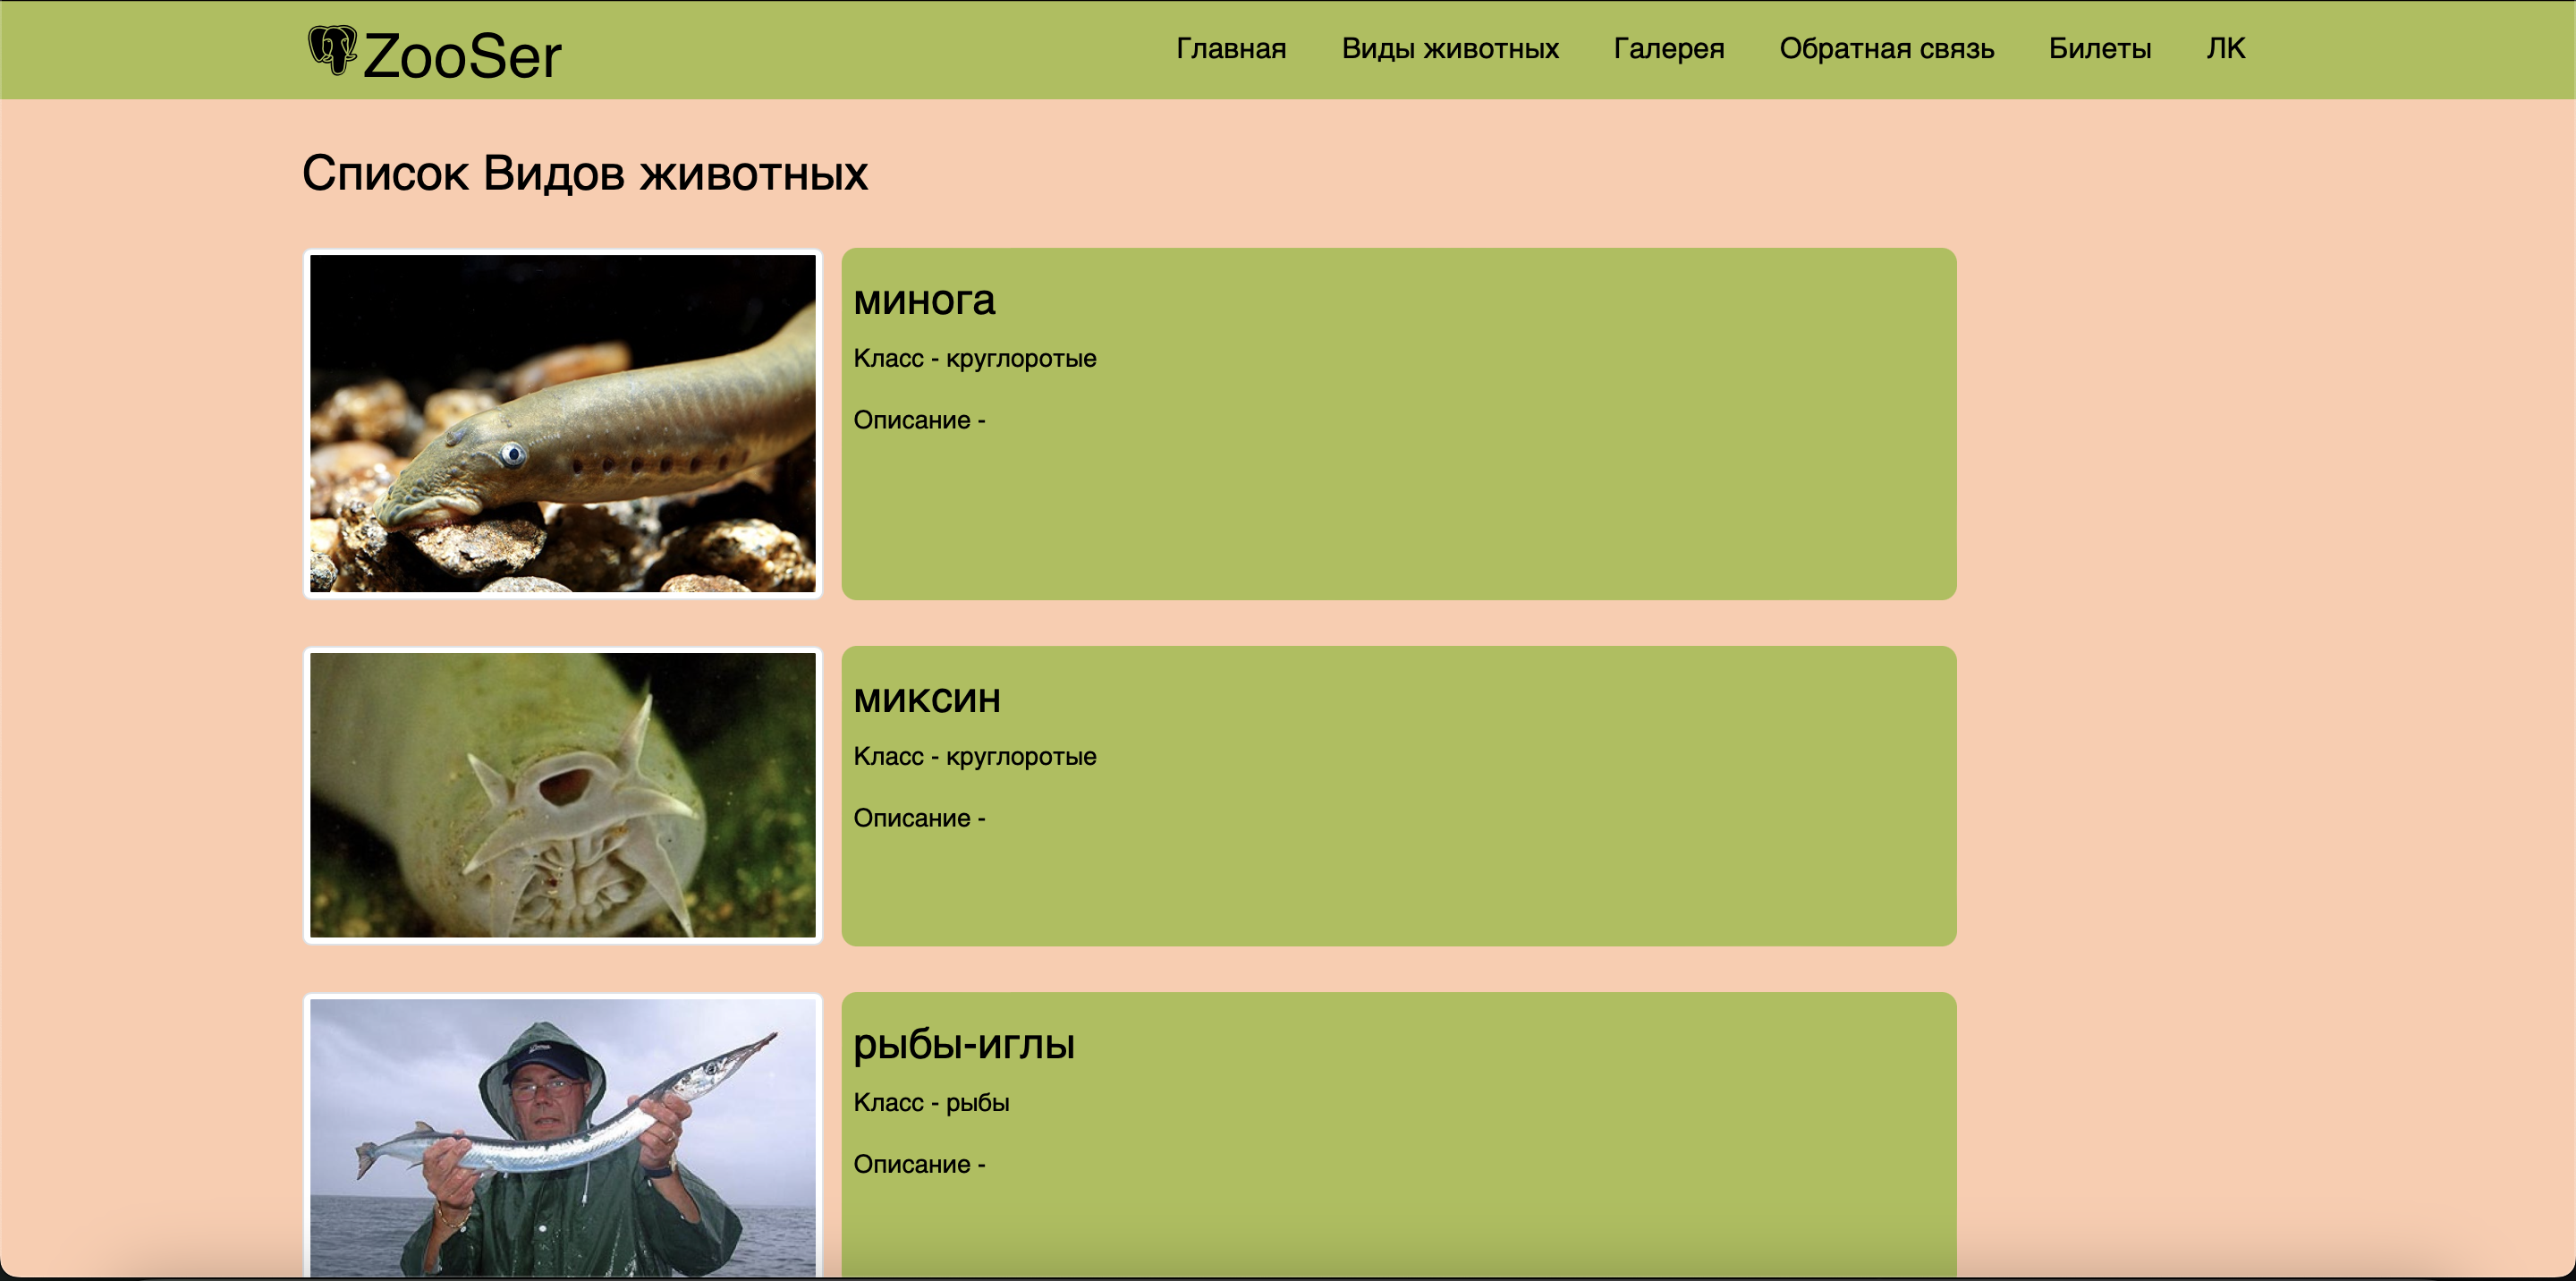 ZooSer
Главная Виды животных Галерея Обратная связь Билеты ЛК
Список Видов животных
минога
Класс - круглоротые
Описание -
миксин
Класс - круглоротые
Описание -
рыбы-иглы
Класс - рыбы
Описание -